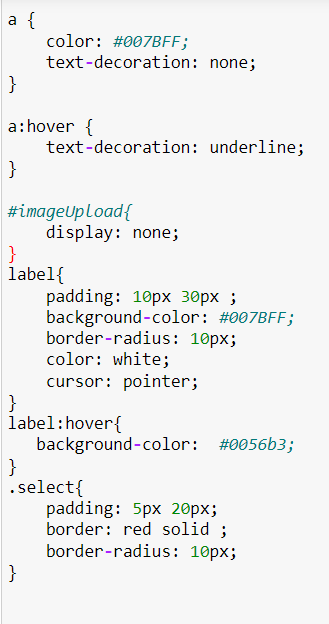 a {
    color: #007BFF;
    text-decoration: none;
}

a:hover {
    text-decoration: underline;
}

#imageUpload{
    display: none;
}
label{
    padding: 10px 30px ;
    background-color: #007BFF;
    border-radius: 10px;
    color: white;
    cursor: pointer;
}
label:hover{
   background-color:  #0056b3;
}
.select{
    padding: 5px 20px;
    border: red solid ;
    border-radius: 10px;
}